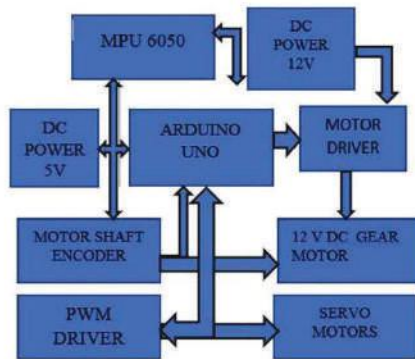 MPU 6050
DC
POWER
12V
DC
POWER
5V
ARDUINO
UNO
MOTOR
DRIVER
MOTOR SHAFT
ENCODER
12 V DC GEAR
MOTOR
PWM
DRIVER
SERVO
MOTORS